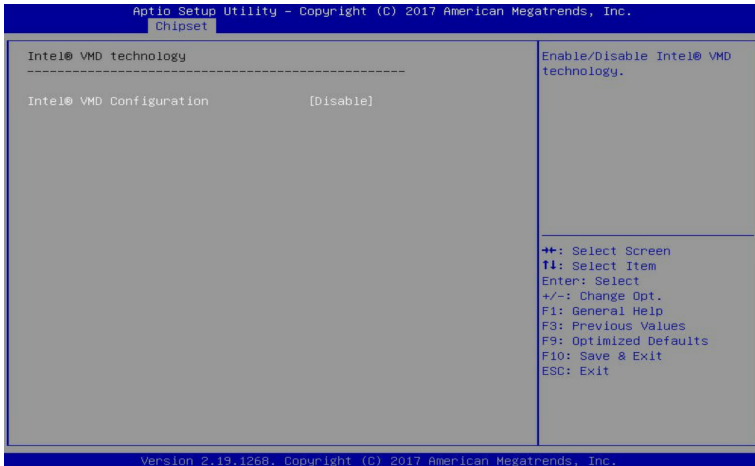 Aptio Setup Utility – Copyright (C) 2017 American Megatrends, Inc.
Chipset
Intel® VMD technology
--------------------------------------------------
Intel® VMD Configuration [Disable]
Enable/Disable Intel® VMD
technology.
→←: Select Screen
↑↓: Select Item
Enter: Select
+/-: Change Opt.
F1: General Help
F3: Previous Values
F9: Optimized Defaults
F10: Save & Exit
ESC: Exit
Version 2.19.1268. Copyright (C) 2017 American Megatrends, Inc.